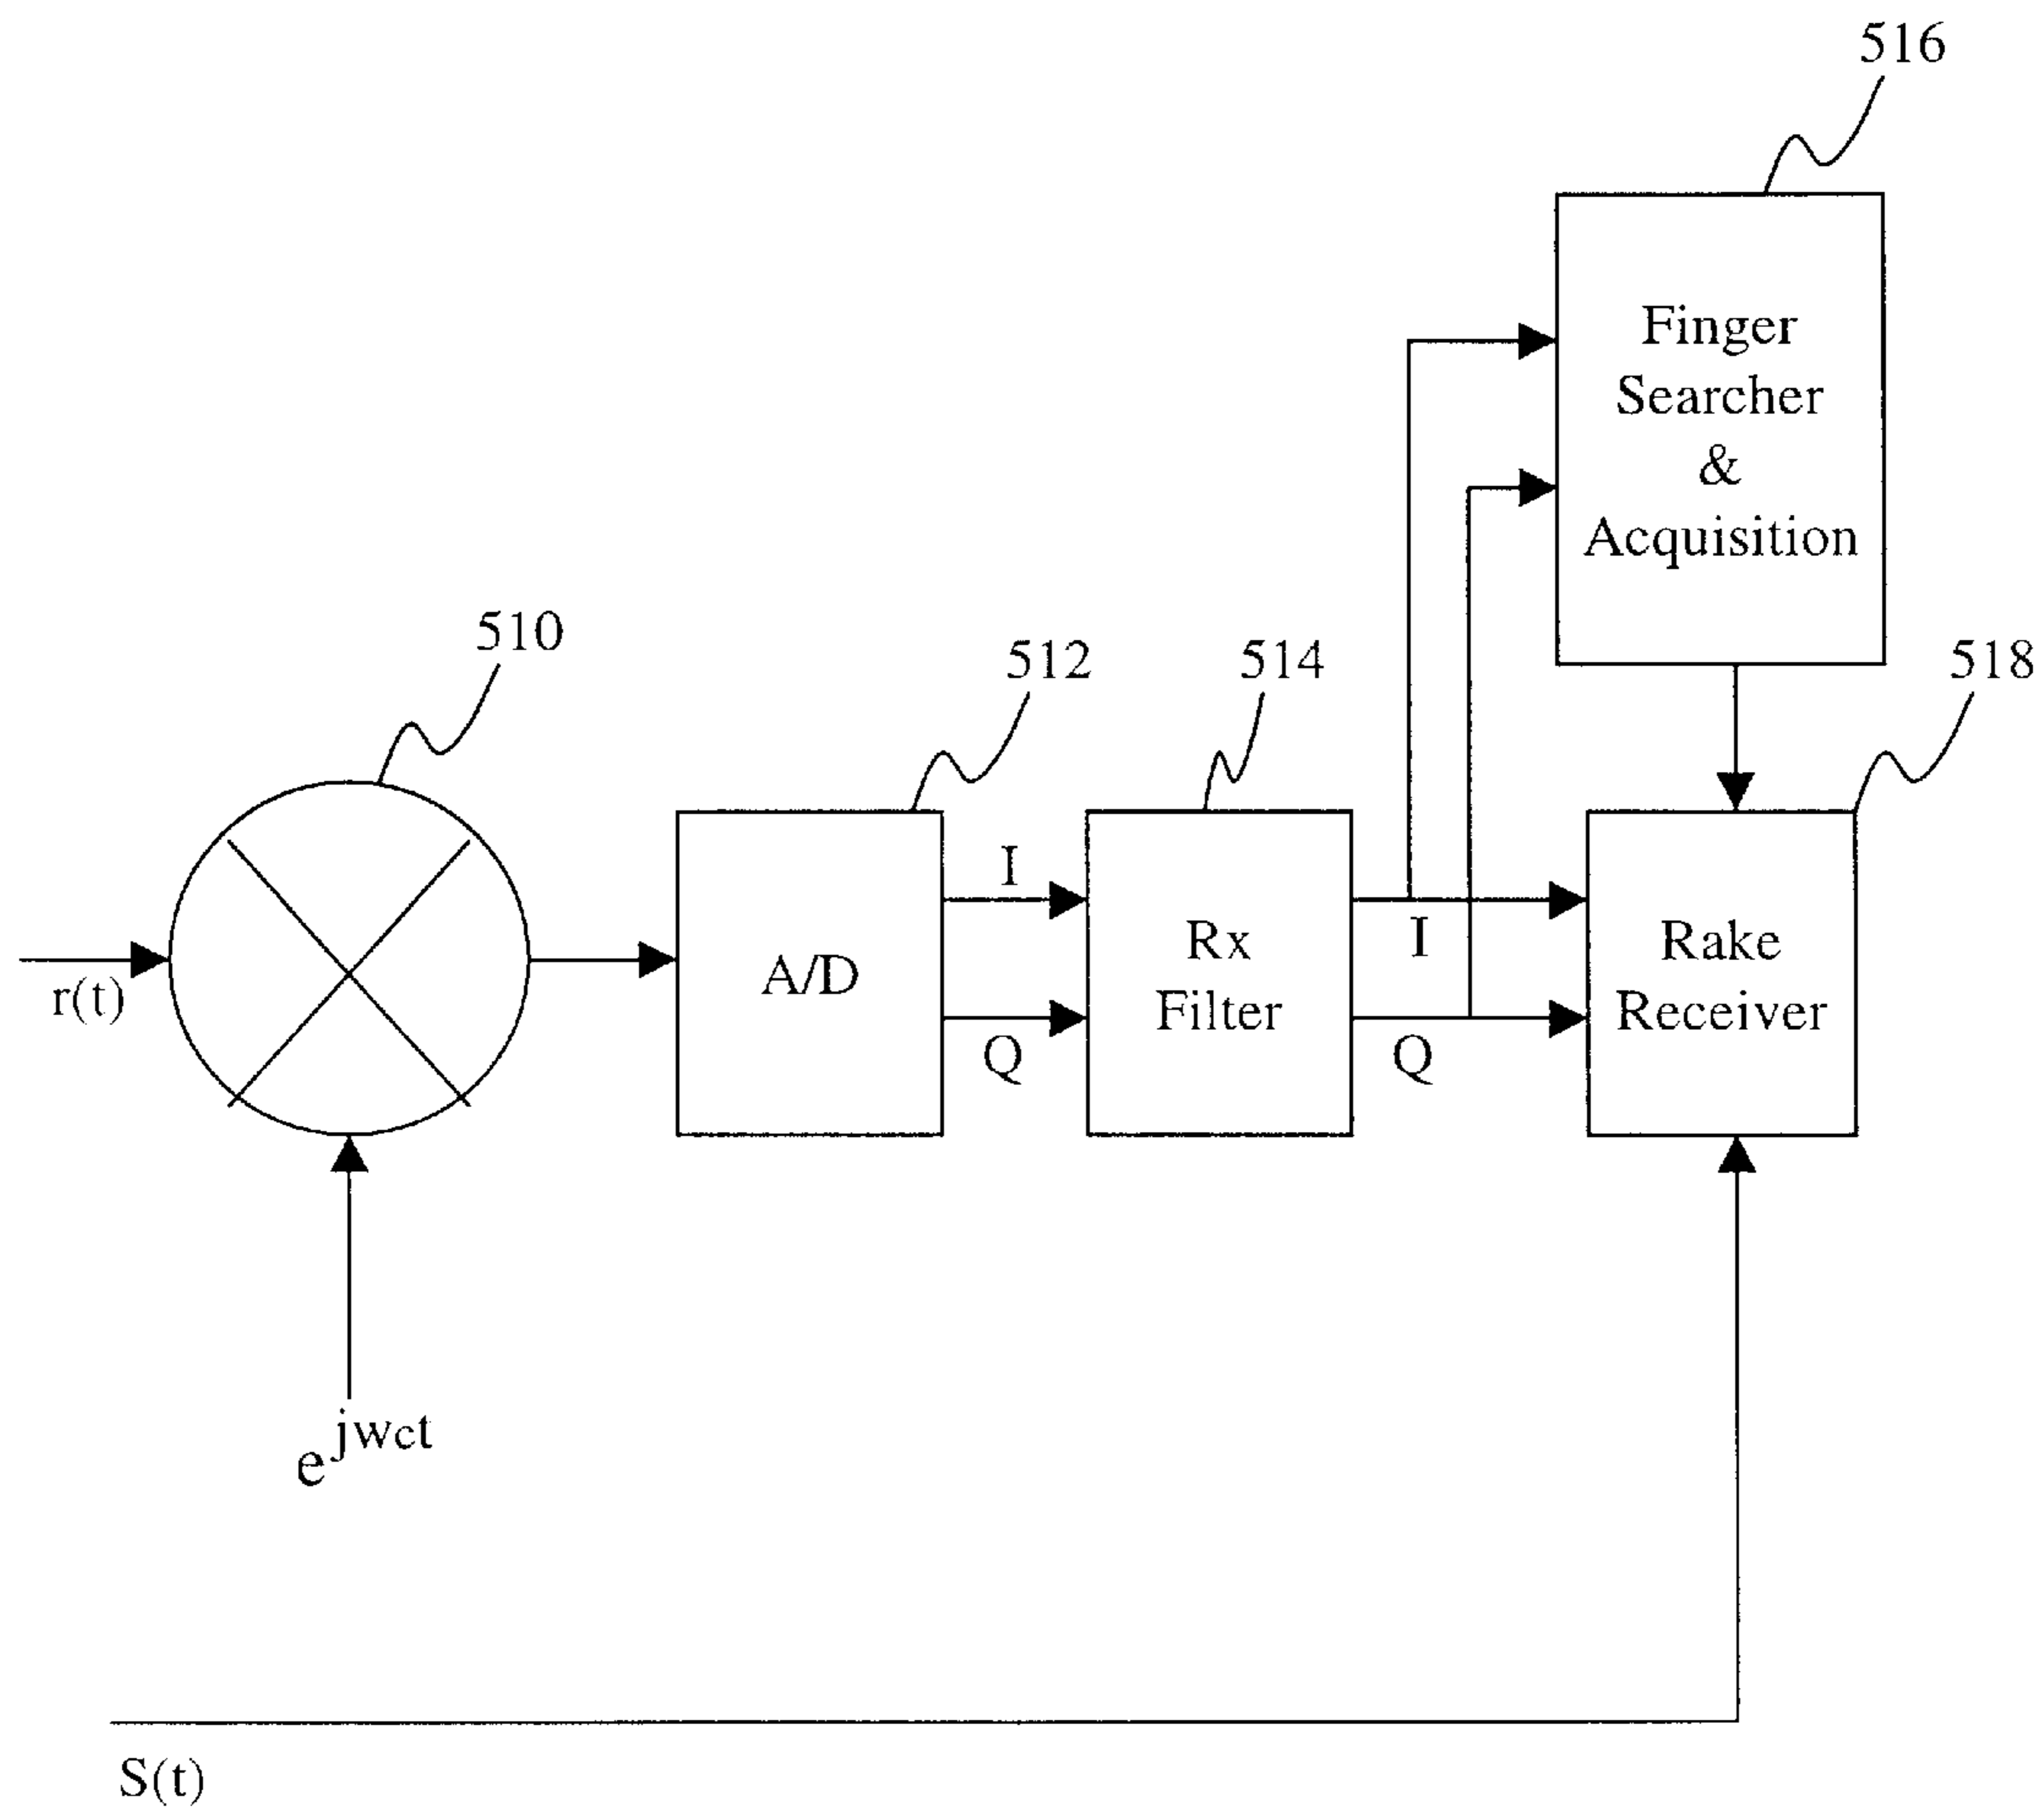 516
Finger
Searcher
&
Acquisition
510
512
514
518
I
I
A/D
Rx
Filter
Rake
Receiver
r(t)
Q
Q
e^jwct
S(t)